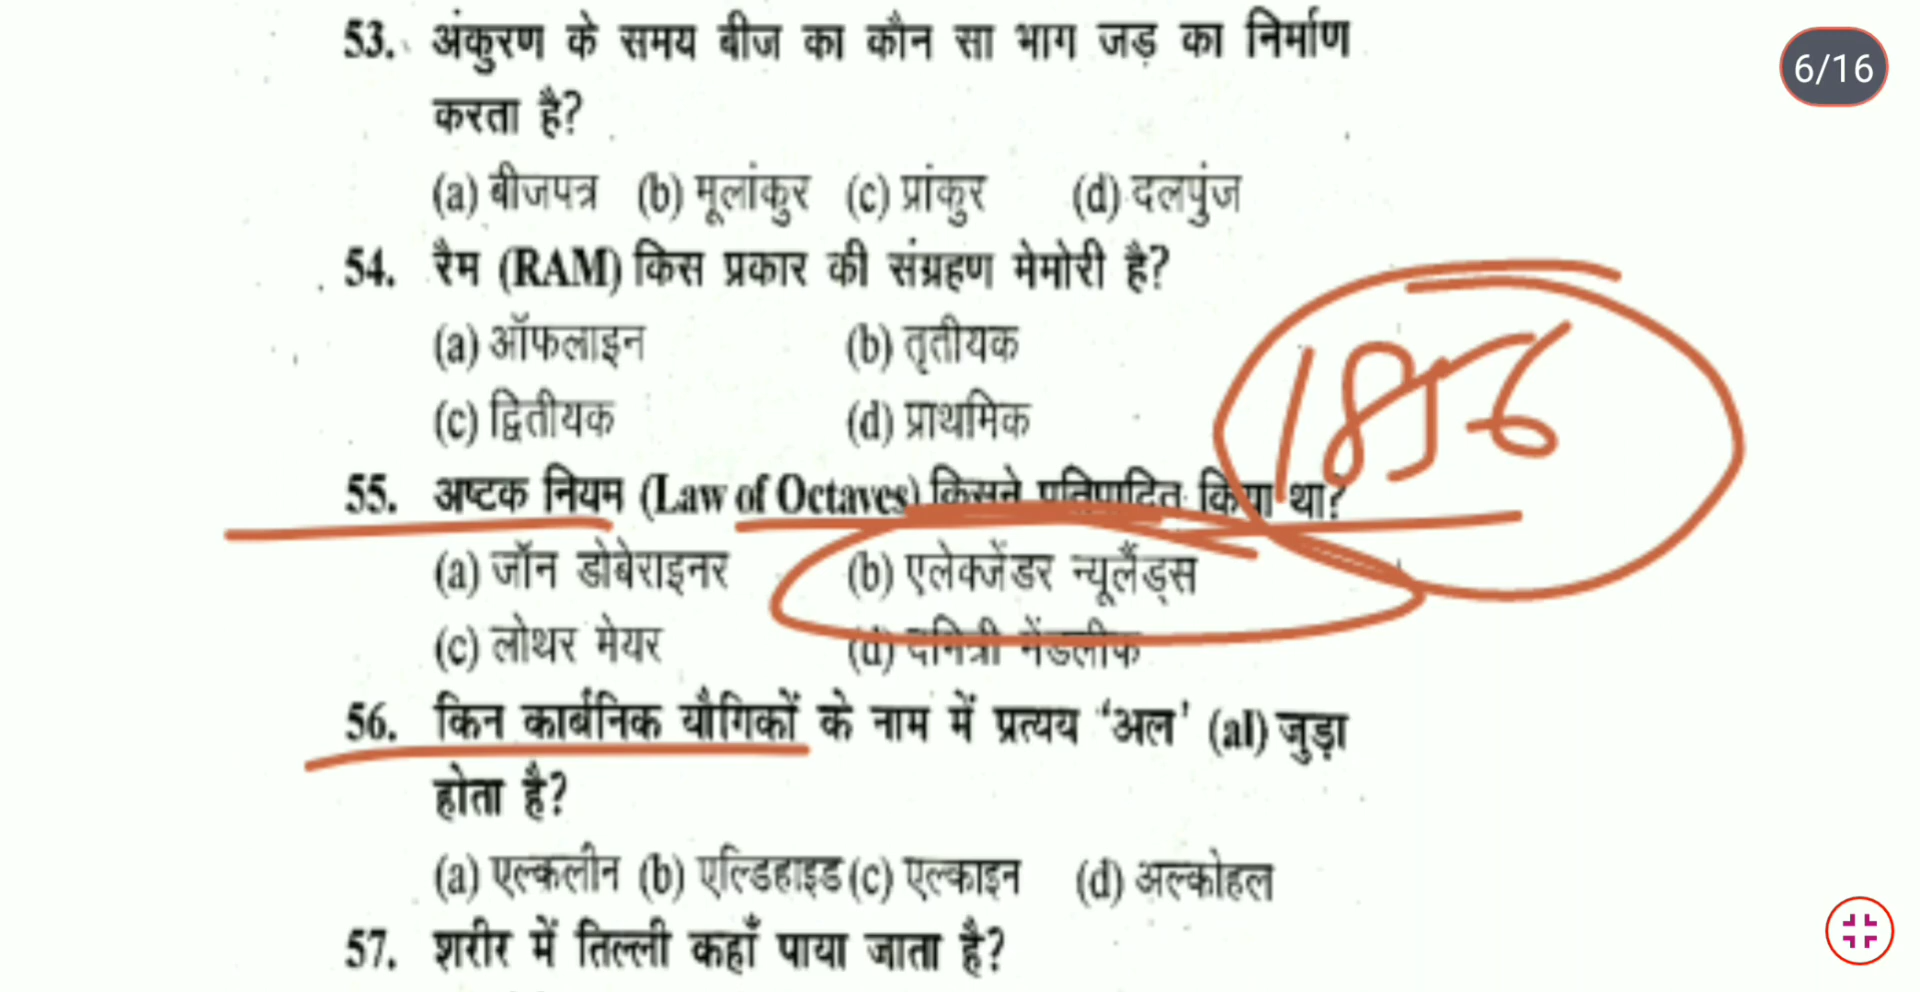 53. अंकुरण के समय बीज का कौन सा भाग जड़ का निर्माण
6/16
करता है?
(a) बीजपत्र (b) मूलांकुर (c) प्रांकुर (d) दलपुंज
54. रैम (RAM) किस प्रकार की संग्रहण मेमोरी है?
(a) ऑफलाइन (b) तृतीयक
1856
(c) द्वितीयक (d) प्राथमिक
55. अष्टक नियम (Law of Octaves) किसने प्रतिपादित किया था?
(a) जॉन डोबेराइनर (b) एलेक्जेंडर न्यूलैंड्स
(c) लोथर मेयर (d) दमित्री मेंडलीफ
56. किन कार्बनिक यौगिकों के नाम में प्रत्यय ‘अल’ (al) जुड़ा
होता है?
(a) एल्कलीन (b) एल्डिहाइड (c) एल्काइन (d) अल्कोहल
57. शरीर में तिल्ली कहाँ पाया जाता है?